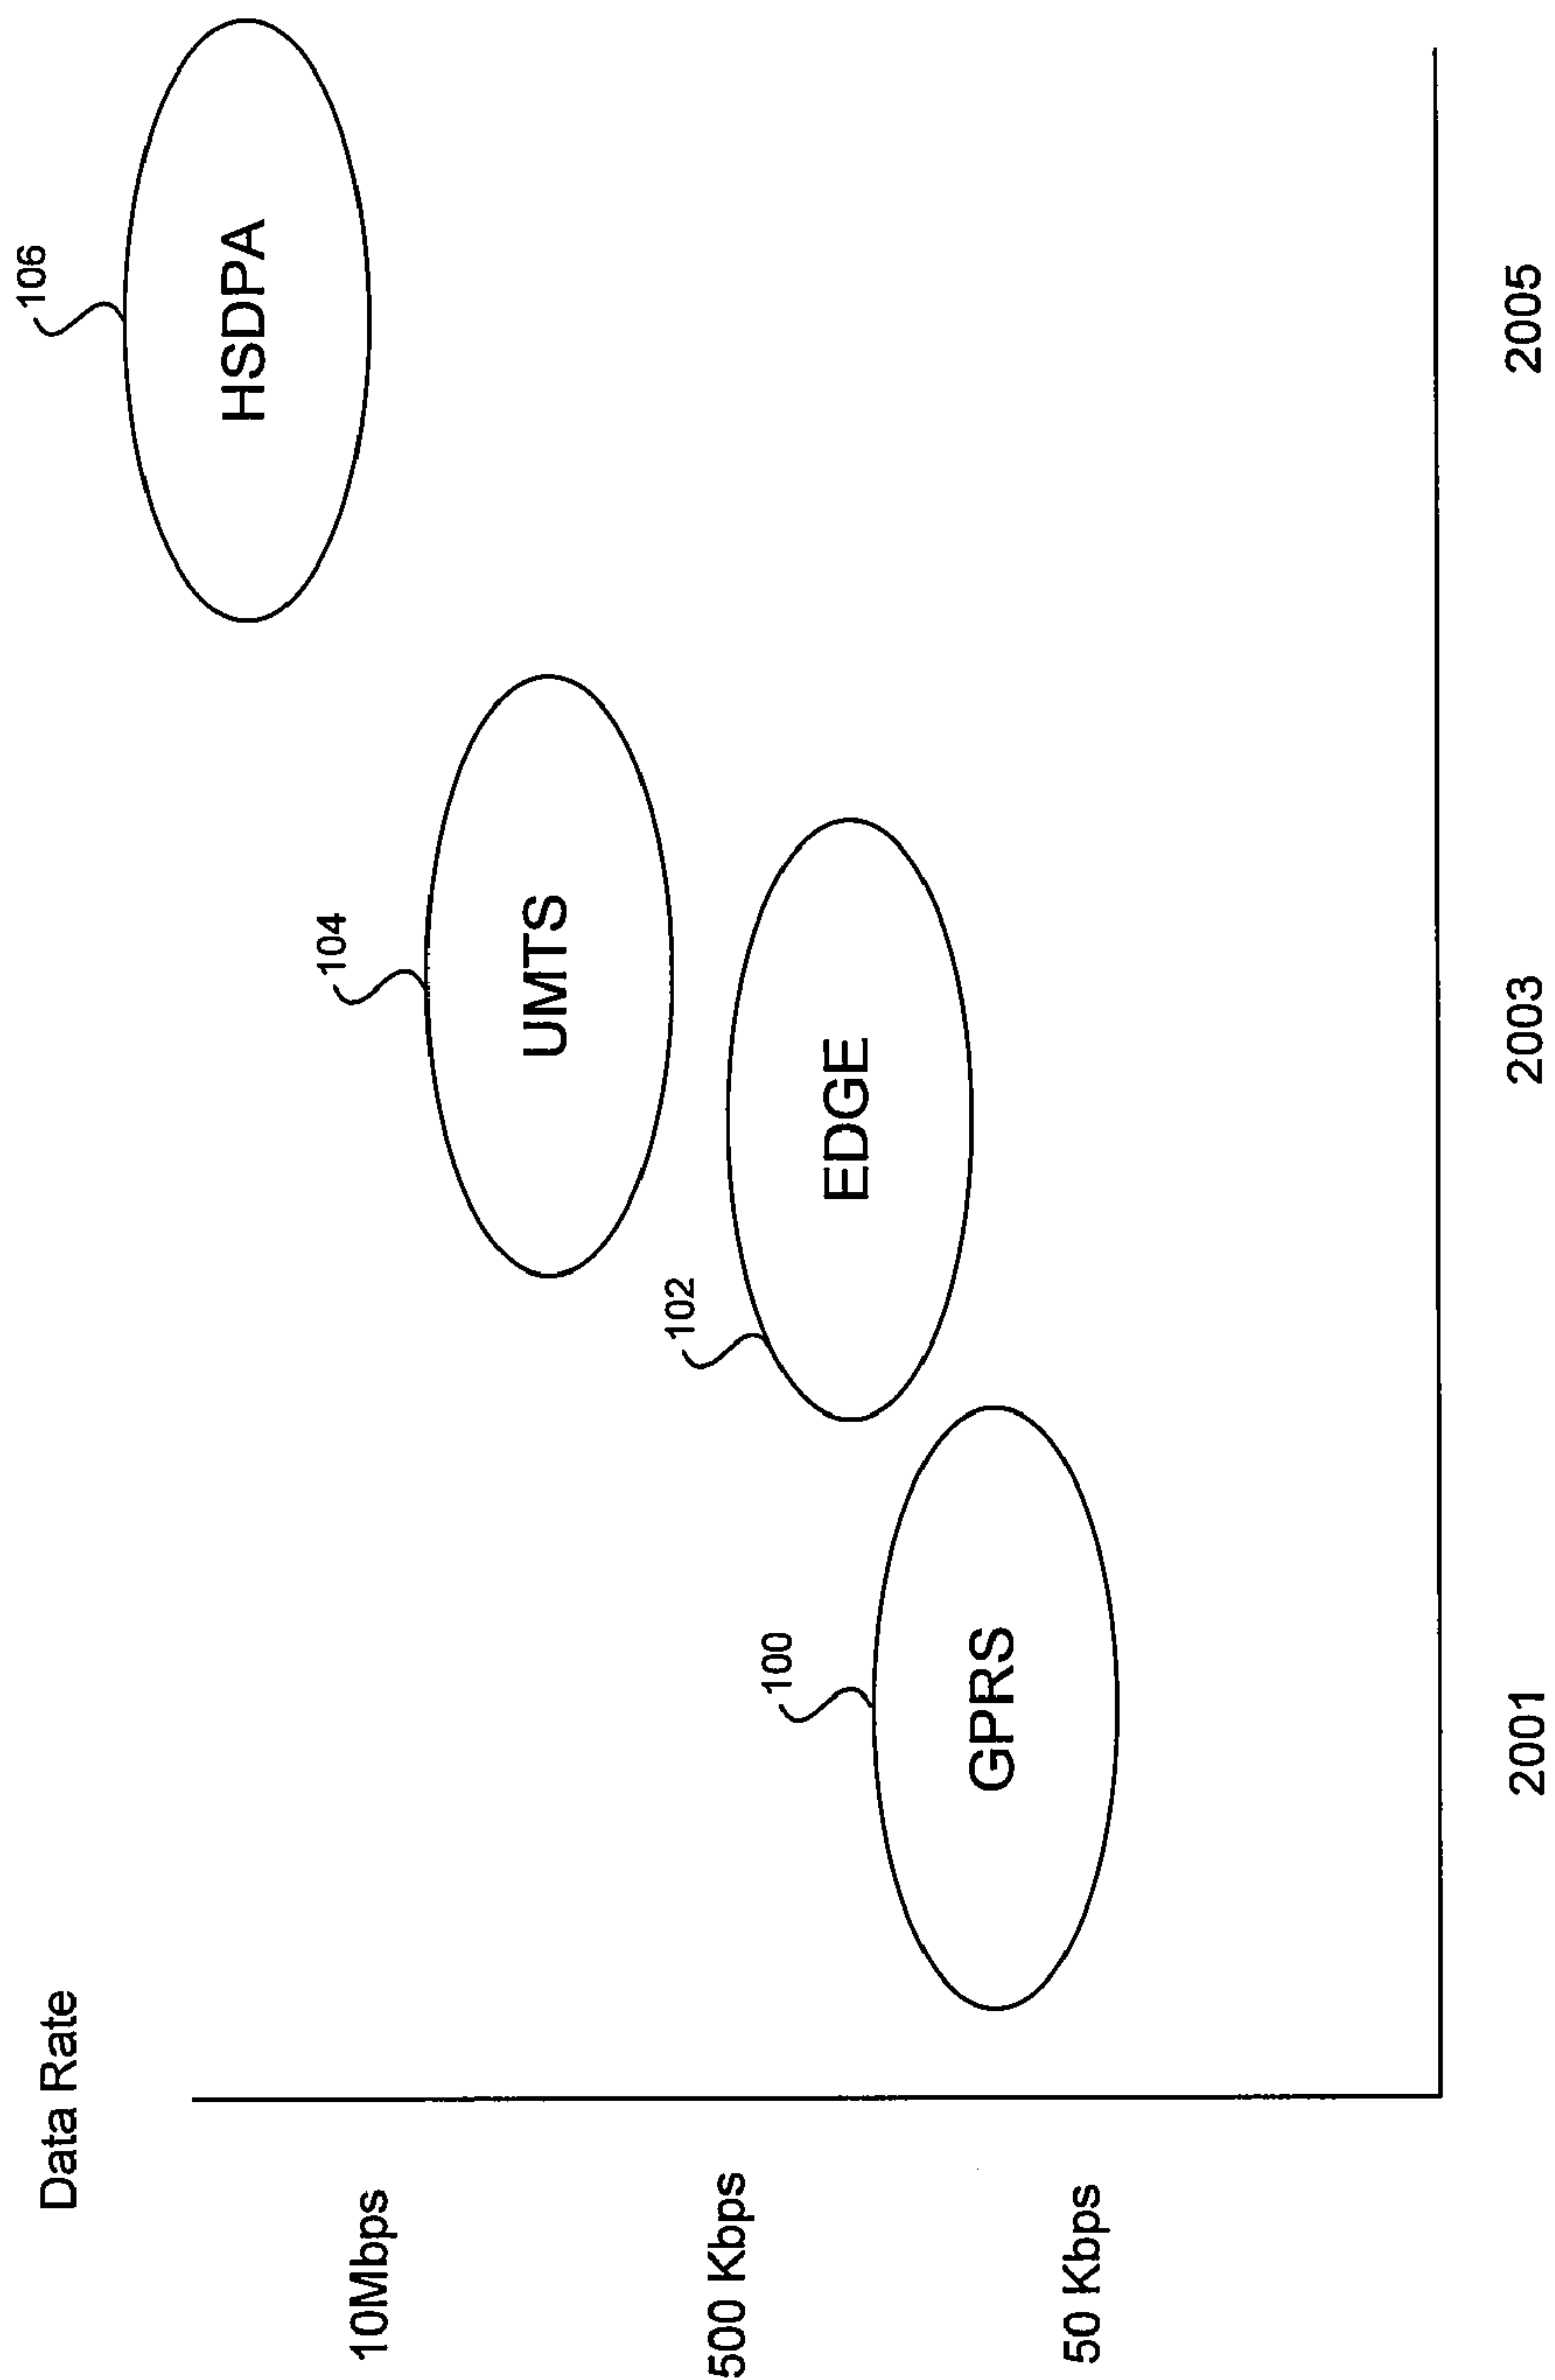 Data Rate
106
HSDPA
10Mbps
104
UMTS
500 Kbps
102
EDGE
100
GPRS
50 Kbps
2001
2003
2005